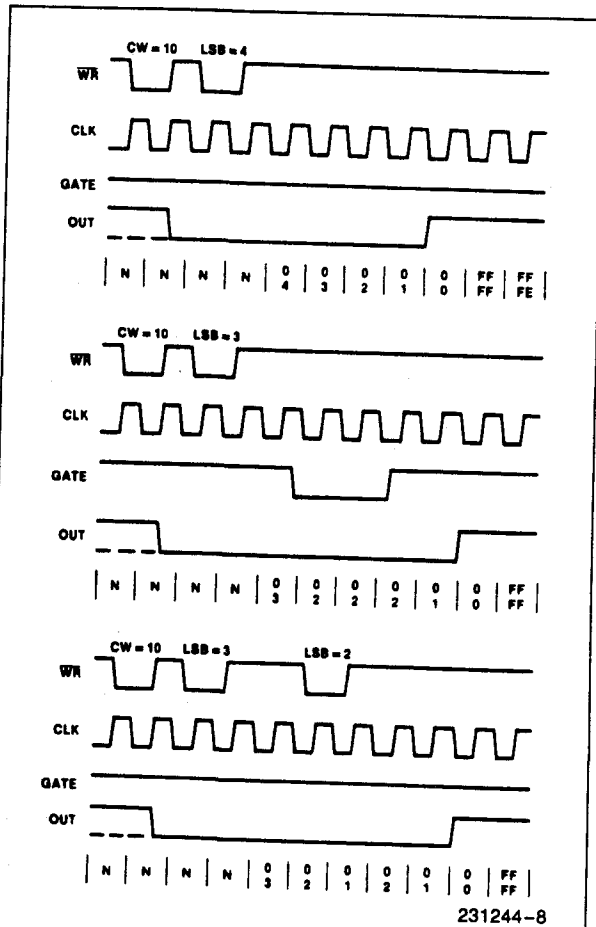 CW = 10 LSB = 4
WR
CLK
GATE
OUT
N N N N 0 0 0 0 0 FF FF
4 3 2 1 0 FF FE
CW = 10 LSB = 3
WR
CLK
GATE
OUT
N N N N 0 0 0 0 0 0 FF
3 2 2 2 1 0 FF
CW = 10 LSB = 3 LSB = 2
WR
CLK
GATE
OUT
N N N N 0 0 0 0 0 0 FF
3 2 1 2 1 0 FF
231244-8